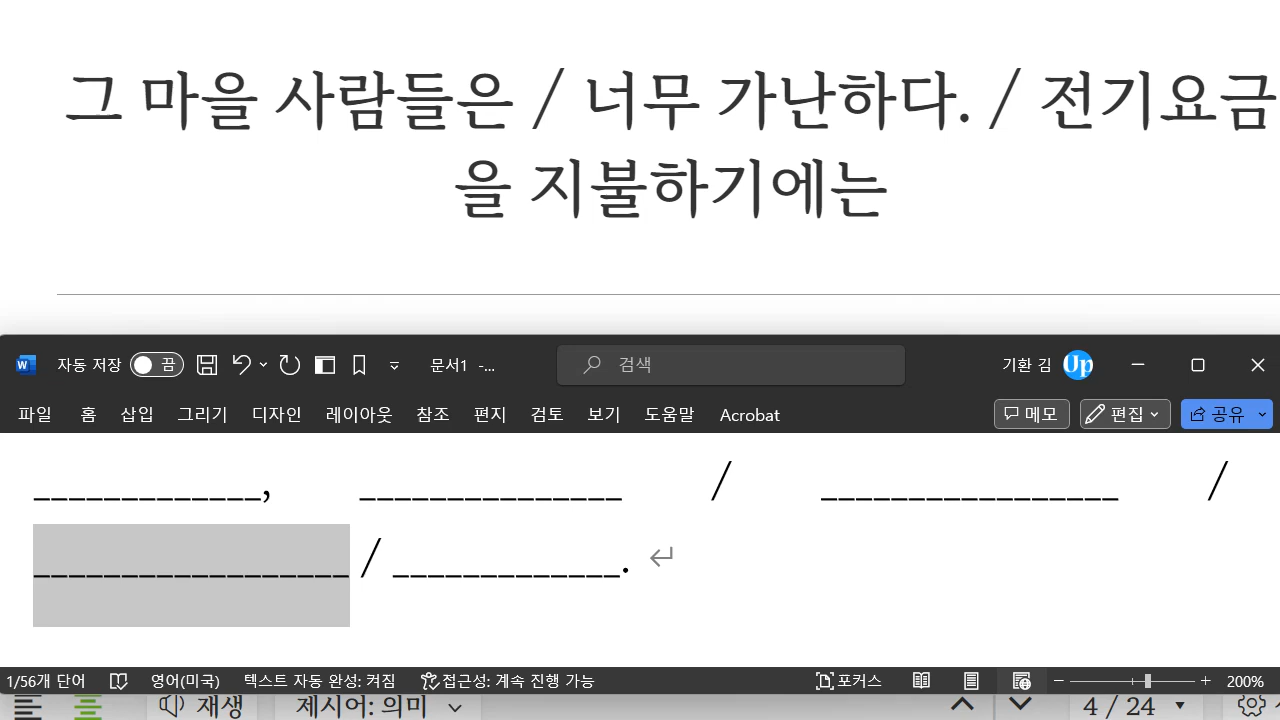 그 마을 사람들은 / 너무 가난하다. / 전기요금
을 지불하기에는
자동 저장 끔 문서1 -... 검색 기환 김 Up
파일 홈 삽입 그리기 디자인 레이아웃 참조 편지 검토 보기 도움말 Acrobat 메모 편집 공유
_____________, _______________ / _________________ /
__________________ / _____________.
1/56개 단어 영어(미국) 텍스트 자동 완성: 켜짐 접근성: 계속 진행 가능 포커스 200%
재생 제시어: 의미 4 / 24